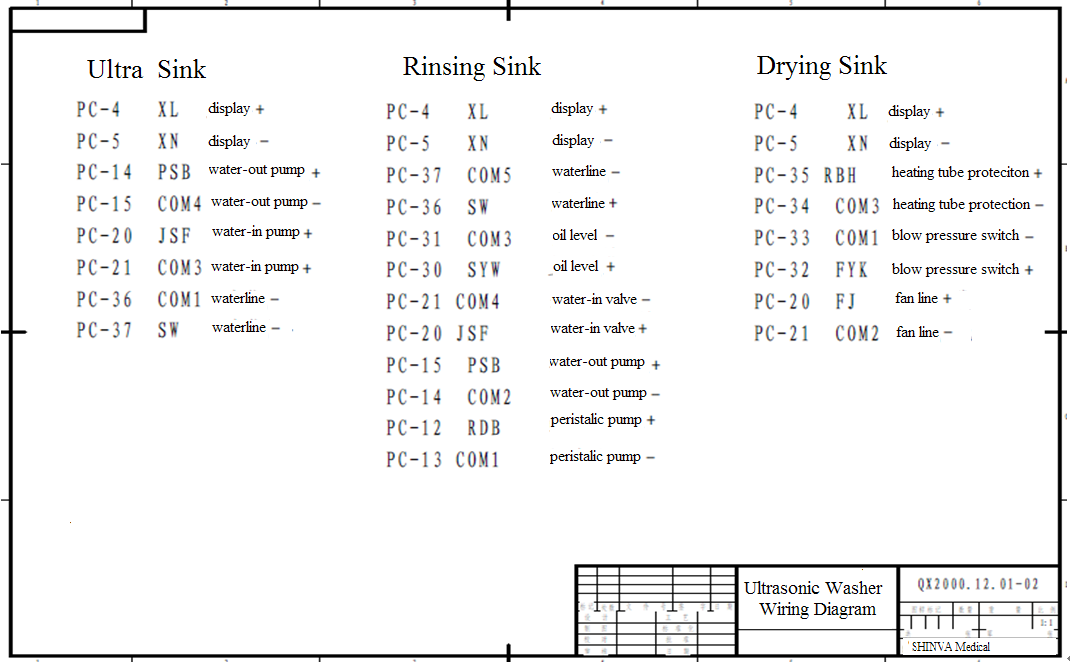 Ultra Sink
PC-4 XL display +
PC-5 XN display −
PC-14 PSB water-out pump +
PC-15 COM4 water-out pump −
PC-20 JSF water-in pump +
PC-21 COM3 water-in pump +
PC-36 COM1 waterline −
PC-37 SW waterline −
Rinsing Sink
PC-4 XL display +
PC-5 XN display −
PC-37 COM5 waterline −
PC-36 SW waterline +
PC-31 COM3 oil level −
PC-30 SYW oil level +
PC-21 COM4 water-in valve −
PC-20 JSF water-in valve +
PC-15 PSB water-out pump +
PC-14 COM2 water-out pump −
PC-12 RDB peristalic pump +
PC-13 COM1 peristalic pump −
Drying Sink
PC-4 XL display +
PC-5 XN display −
PC-35 RBH heating tube proteciton +
PC-34 COM3 heating tube protection −
PC-33 COM1 blow pressure switch −
PC-32 FYK blow pressure switch +
PC-20 FJ fan line +
PC-21 COM2 fan line −
Ultrasonic Washer
Wiring Diagram
QX2000.12.01-02
1:1
SHINVA Medical